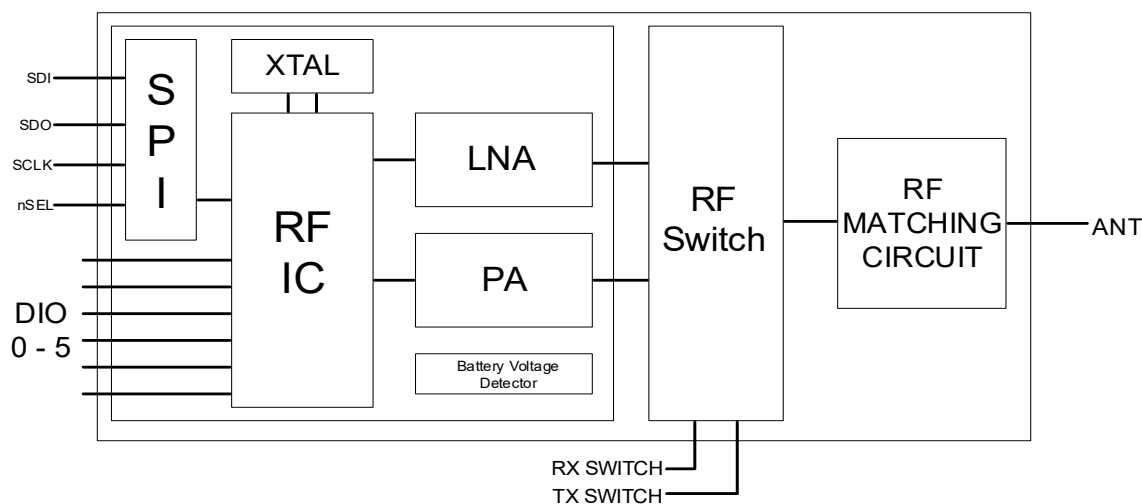 SDI
SDO
SCLK
nSEL
DIO
0 - 5
S
P
I
XTAL
RF
IC
LNA
PA
Battery Voltage
Detector
RF
Switch
RF
MATCHING
CIRCUIT
ANT
RX SWITCH
TX SWITCH